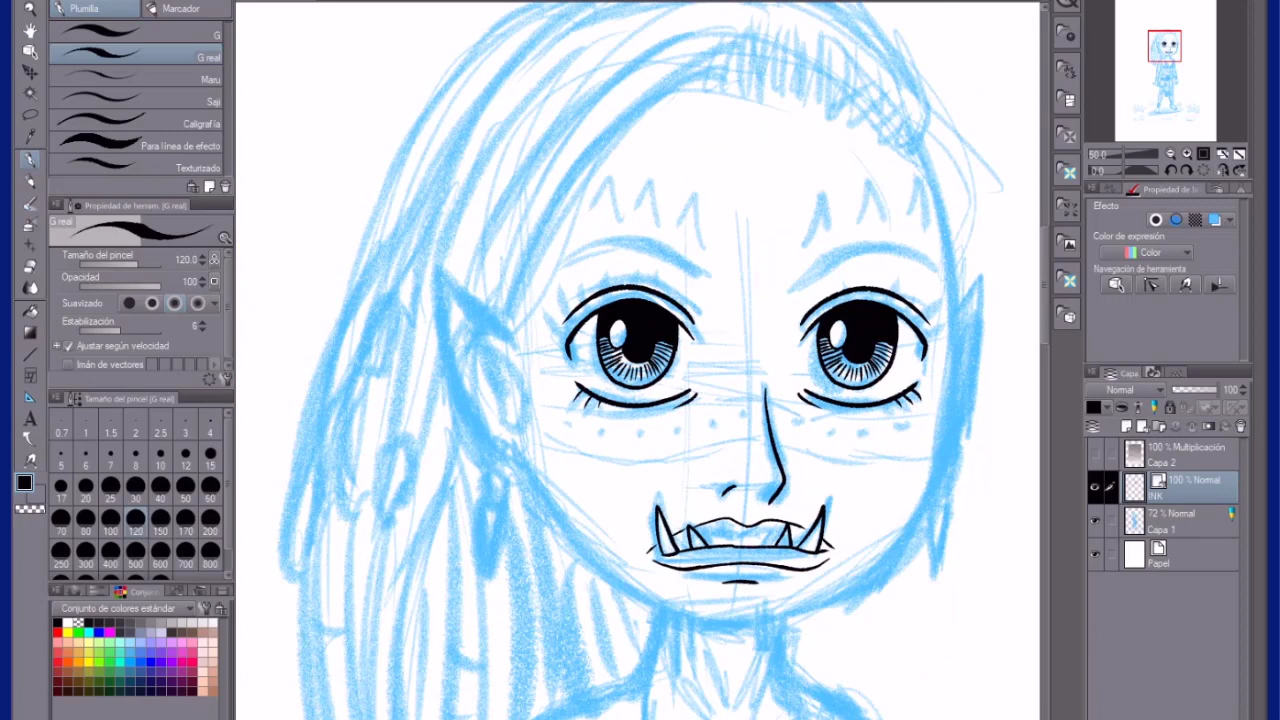 Plumilla
Marcador
G
G real
Maru
Saji
Caligrafía
Para línea de efecto
Texturizado
Propiedad de herram. [G real]
G real
Tamaño del pincel 120.0
Opacidad 100
Suavizado
Estabilización 6
Ajustar según velocidad
Imán de vectores
Tamaño del pincel [G real]
0.7 1 1.5 2 2.5 3 4
5 6 7 8 10 12 15
17 20 25 30 40 50 60
70 80 100 120 150 170 200
250 300 400 500 600 700 800
Conjun
Conjunto de colores estándar
50.0
0.0
Propiedad de la
Efecto
Color de expresión
Color
Navegación de herramienta
Capa
Normal 100
100 % Multiplicación
Capa 2
100 % Normal
INK
72 % Normal
Capa 1
Papel